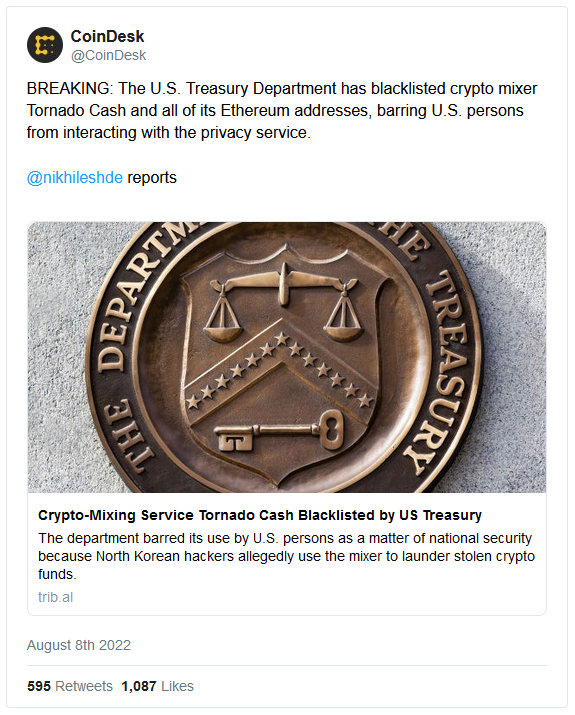 CoinDesk
@CoinDesk
BREAKING: The U.S. Treasury Department has blacklisted crypto mixer
Tornado Cash and all of its Ethereum addresses, barring U.S. persons
from interacting with the privacy service.
@nikhileshde reports
THE DEPARTM
HE TREASURY
Crypto-Mixing Service Tornado Cash Blacklisted by US Treasury
The department barred its use by U.S. persons as a matter of national security
because North Korean hackers allegedly use the mixer to launder stolen crypto
funds.
trib.al
August 8th 2022
595 Retweets 1,087 Likes